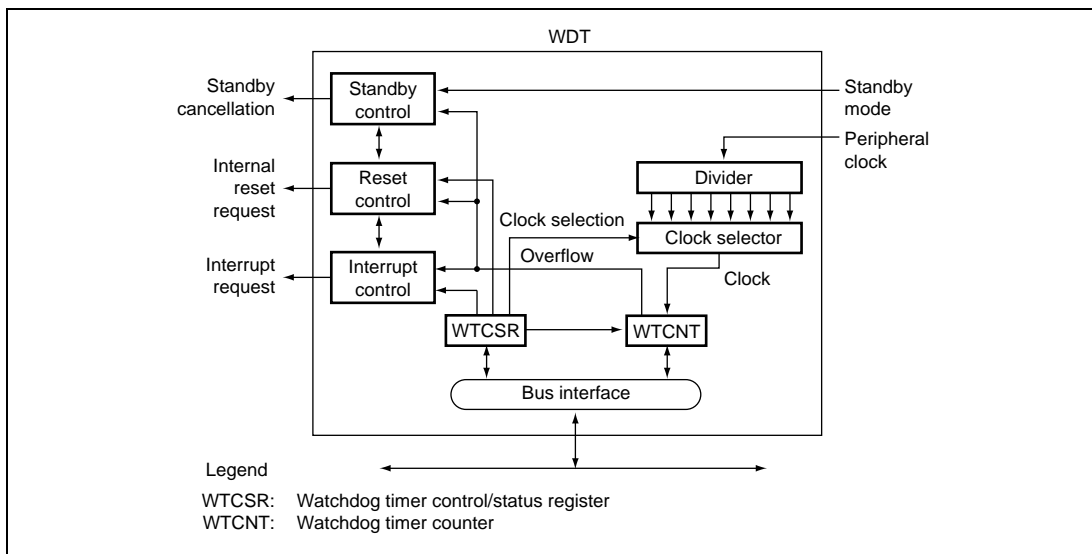 WDT
Standby
cancellation
Standby
control
Standby
mode
Peripheral
clock
Internal
reset
request
Reset
control
Divider
Clock selection
Clock selector
Interrupt
request
Interrupt
control
Overflow
Clock
WTCSR
WTCNT
Bus interface
Legend
WTCSR: Watchdog timer control/status register
WTCNT: Watchdog timer counter